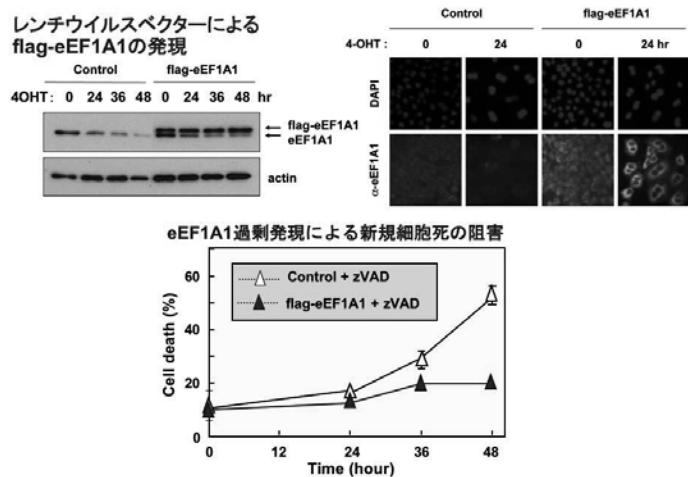 レンチウイルスベクターによる
flag-eEF1A1の発現
Control flag-eEF1A1
4OHT : 0 24 36 48 0 24 36 48 hr
flag-eEF1A1
eEF1A1
actin
Control flag-eEF1A1
4-OHT : 0 24 0 24 hr
DAPI
α-eEF1A1
eEF1A1過剰発現による新規細胞死の阻害
Control + zVAD
flag-eEF1A1 + zVAD
Cell death (%)
60
40
20
0
0 12 24 36 48
Time (hour)